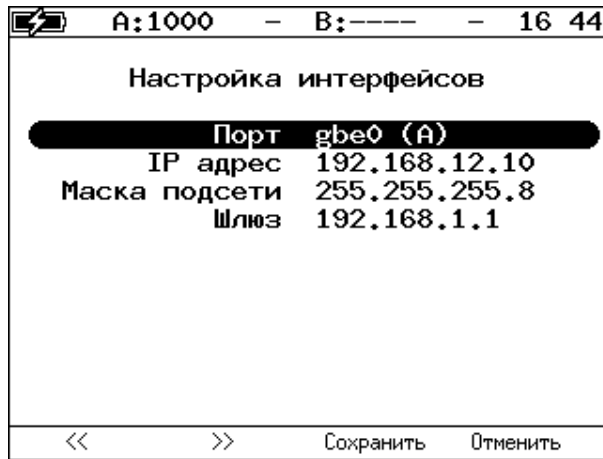 A:1000 – B:---- – 16 44
Настройка интерфейсов
Порт gbe0 (A)
IP адрес 192.168.12.10
Маска подсети 255.255.255.8
Шлюз 192.168.1.1
<< >> Сохранить Отменить